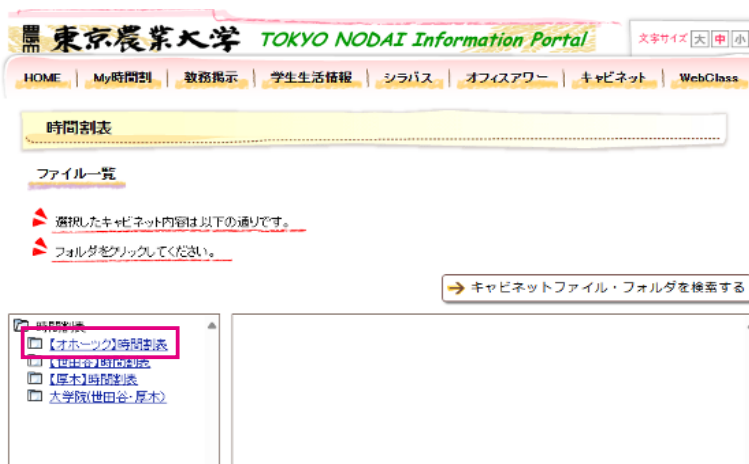 東京農業大学 TOKYO NODAI Information Portal 文字サイズ 大 中 小
HOME My時間割 教務掲示 学生生活情報 シラバス オフィスアワー キャビネット WebClass
時間割表
ファイル一覧
選択したキャビネット内容は以下の通りです。
フォルダをクリックしてください。
キャビネットファイル・フォルダを検索する
時間割表
【オホーツク】時間割表
【世田谷】時間割表
【厚木】時間割表
大学院(世田谷・厚木)